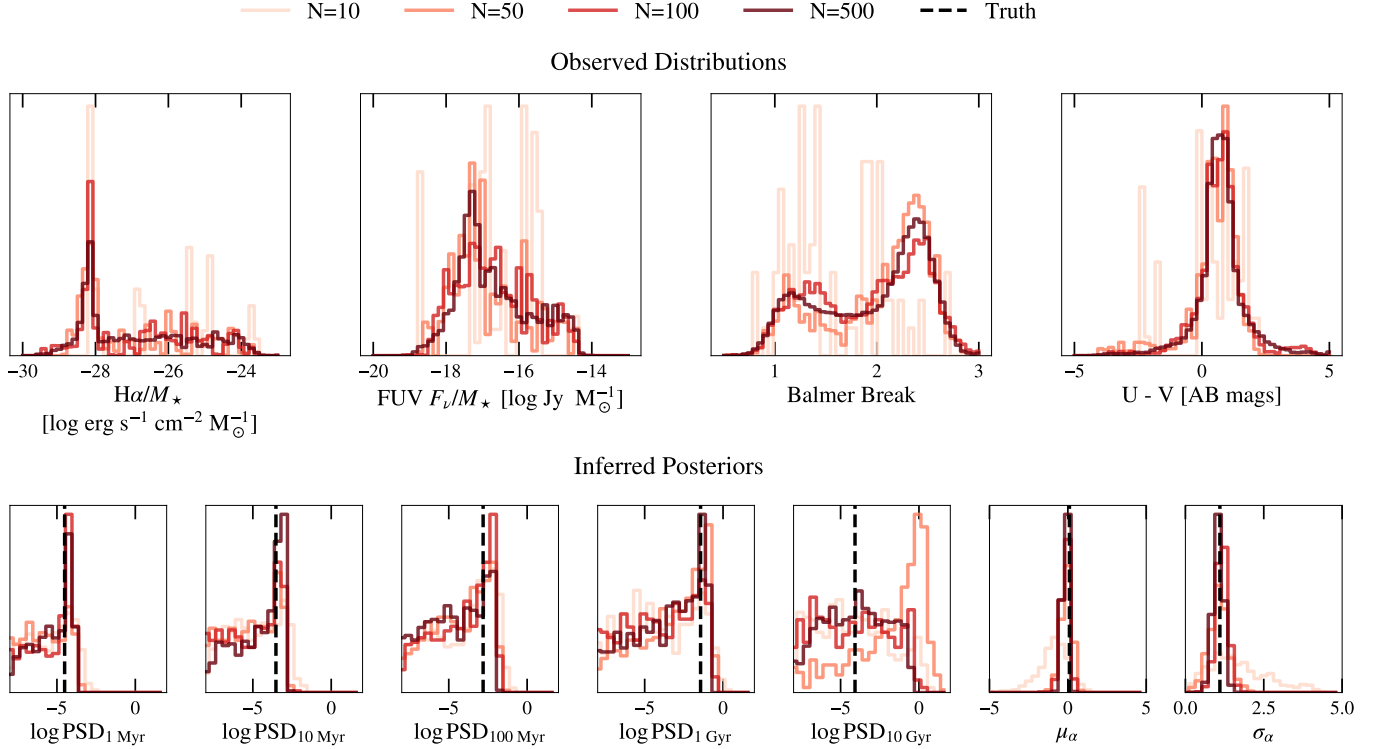 N=10 N=50 N=100 N=500 Truth
Observed Distributions
−30 −28 −26 −24
−20 −18 −16 −14
1 2 3
−5 0 5
Hα/M⋆
[log erg s⁻¹ cm⁻² M⊙⁻¹]
FUV Fν/M⋆ [log Jy M⊙⁻¹]
Balmer Break
U - V [AB mags]
Inferred Posteriors
−5 0
−5 0
−5 0
−5 0
−5 0
−5 0
0.0 2.5 5.0
log PSD₁ Myr
log PSD₁₀ Myr
log PSD₁₀₀ Myr
log PSD₁ Gyr
log PSD₁₀ Gyr
μα
σα